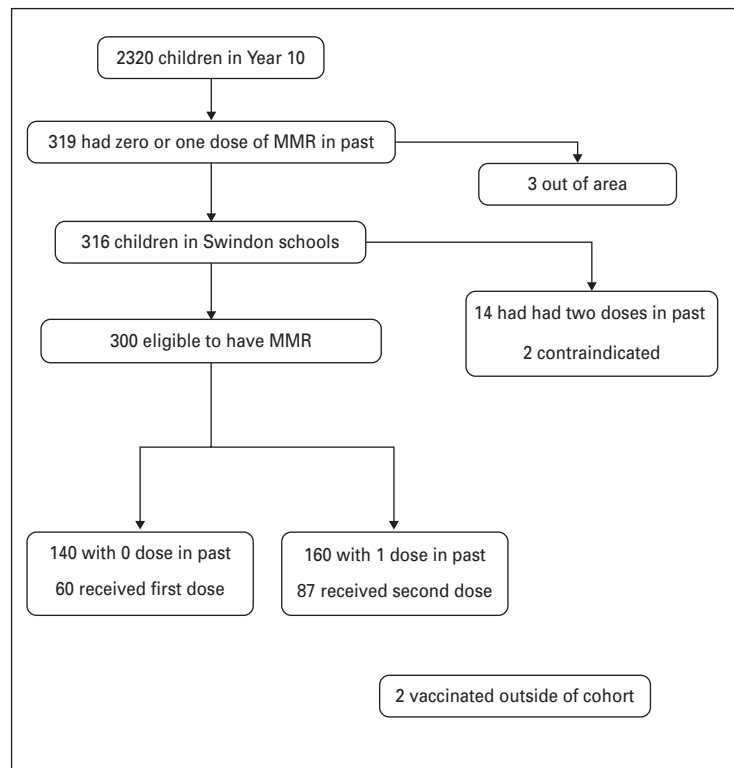 2320 children in Year 10
319 had zero or one dose of MMR in past
3 out of area
316 children in Swindon schools
14 had had two doses in past
2 contraindicated
300 eligible to have MMR
140 with 0 dose in past
60 received first dose
160 with 1 dose in past
87 received second dose
2 vaccinated outside of cohort